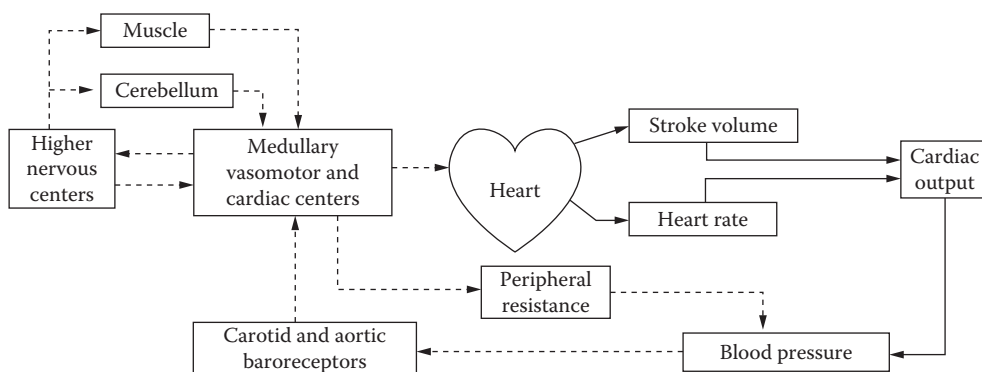 Muscle
Cerebellum
Higher
nervous
centers
Medullary
vasomotor and
cardiac centers
Heart
Stroke volume
Heart rate
Cardiac
output
Peripheral
resistance
Carotid and aortic
baroreceptors
Blood pressure